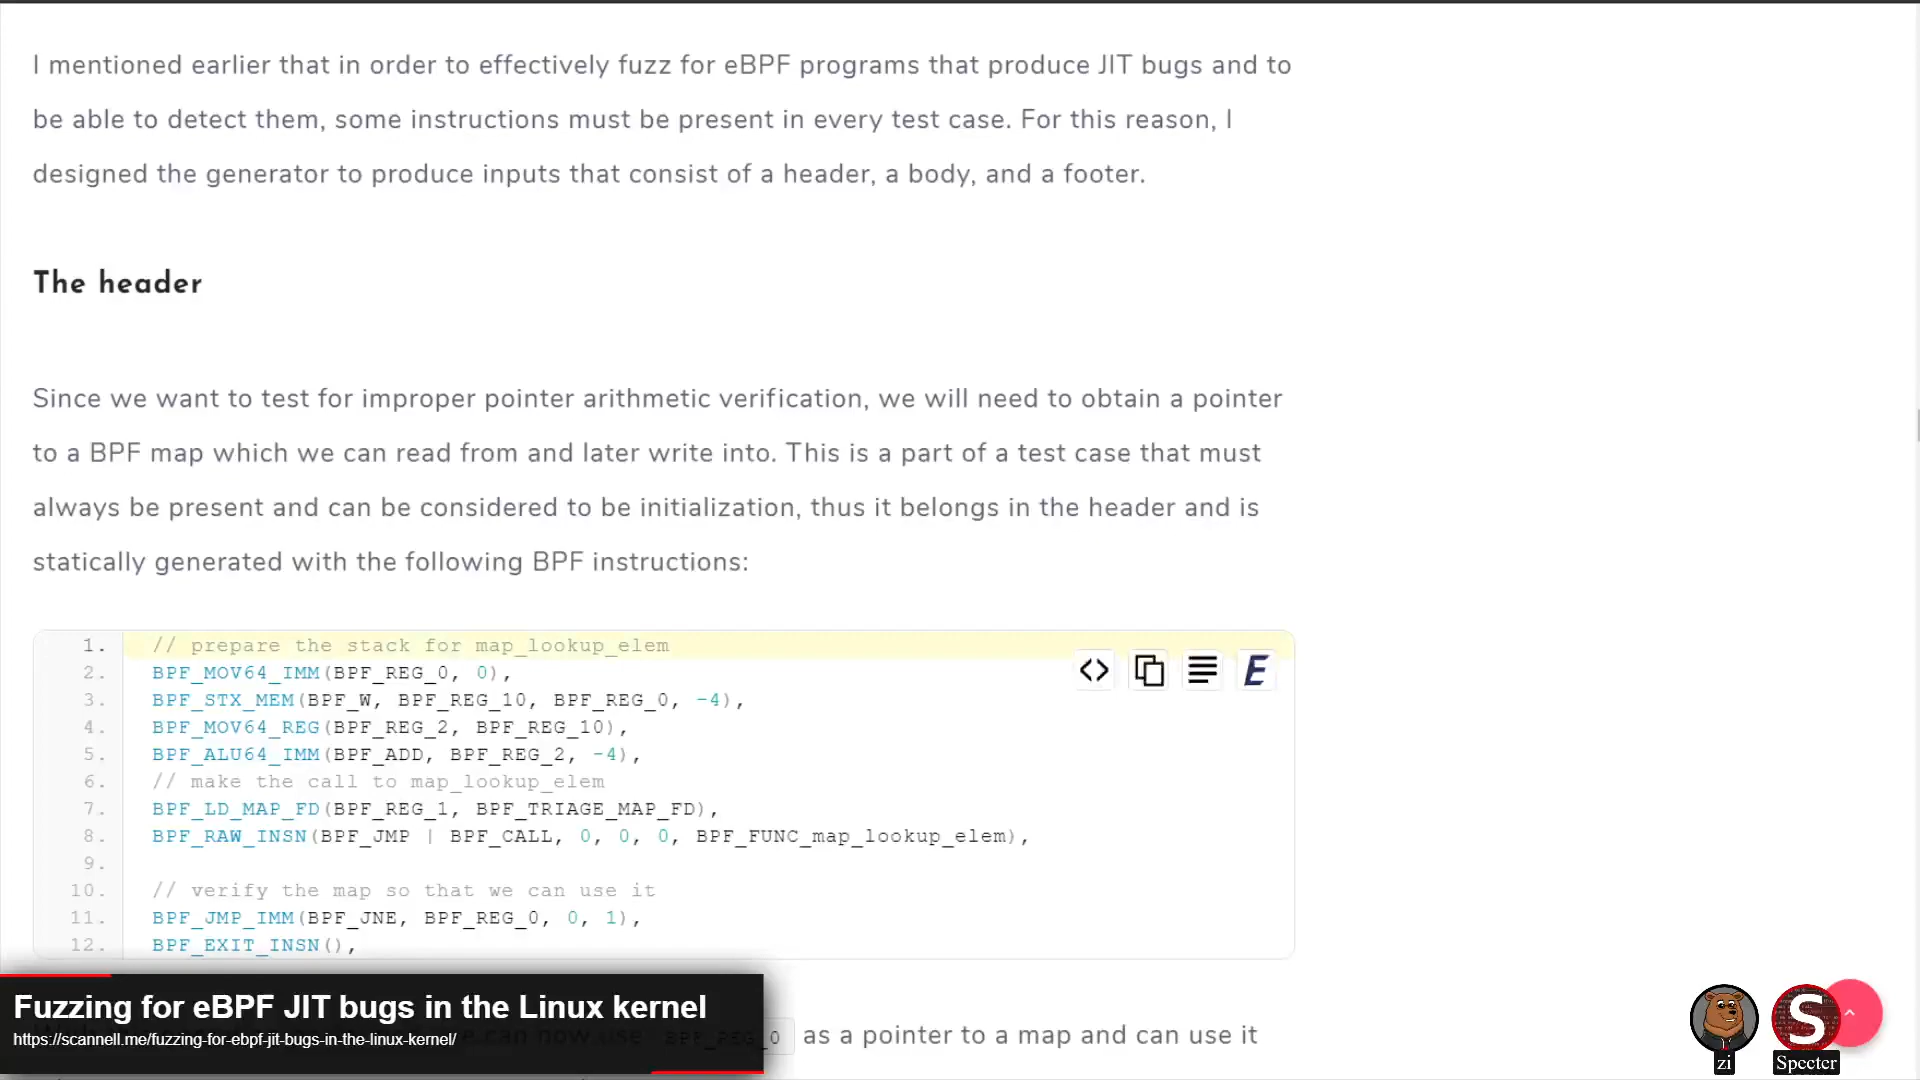 I mentioned earlier that in order to effectively fuzz for eBPF programs that produce JIT bugs and to
be able to detect them, some instructions must be present in every test case. For this reason, I
designed the generator to produce inputs that consist of a header, a body, and a footer.
The header
Since we want to test for improper pointer arithmetic verification, we will need to obtain a pointer
to a BPF map which we can read from and later write into. This is a part of a test case that must
always be present and can be considered to be initialization, thus it belongs in the header and is
statically generated with the following BPF instructions:
1. // prepare the stack for map_lookup_elem
2. BPF_MOV64_IMM(BPF_REG_0, 0),
3. BPF_STX_MEM(BPF_W, BPF_REG_10, BPF_REG_0, -4),
4. BPF_MOV64_REG(BPF_REG_2, BPF_REG_10),
5. BPF_ALU64_IMM(BPF_ADD, BPF_REG_2, -4),
6. // make the call to map_lookup_elem
7. BPF_LD_MAP_FD(BPF_REG_1, BPF_TRIAGE_MAP_FD),
8. BPF_RAW_INSN(BPF_JMP | BPF_CALL, 0, 0, 0, BPF_FUNC_map_lookup_elem),
9.
10. // verify the map so that we can use it
11. BPF_JMP_IMM(BPF_JNE, BPF_REG_0, 0, 1),
12. BPF_EXIT_INSN(),
E
Fuzzing for eBPF JIT bugs in the Linux kernel
https://scannell.me/fuzzing-for-ebpf-jit-bugs-in-the-linux-kernel/
can now use BPF_REG_0 as a pointer to a map and can use it
zi
S
Specter